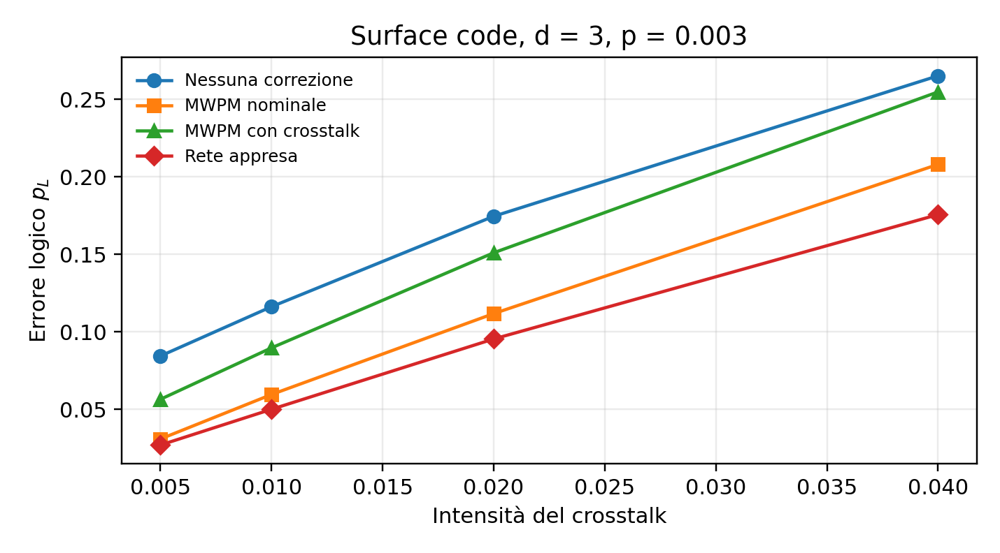 Surface code, d = 3, p = 0.003
Nessuna correzione
MWPM nominale
MWPM con crosstalk
Rete appresa
Errore logico p_L
0.25
0.20
0.15
0.10
0.05
0.005 0.010 0.015 0.020 0.025 0.030 0.035 0.040
Intensità del crosstalk